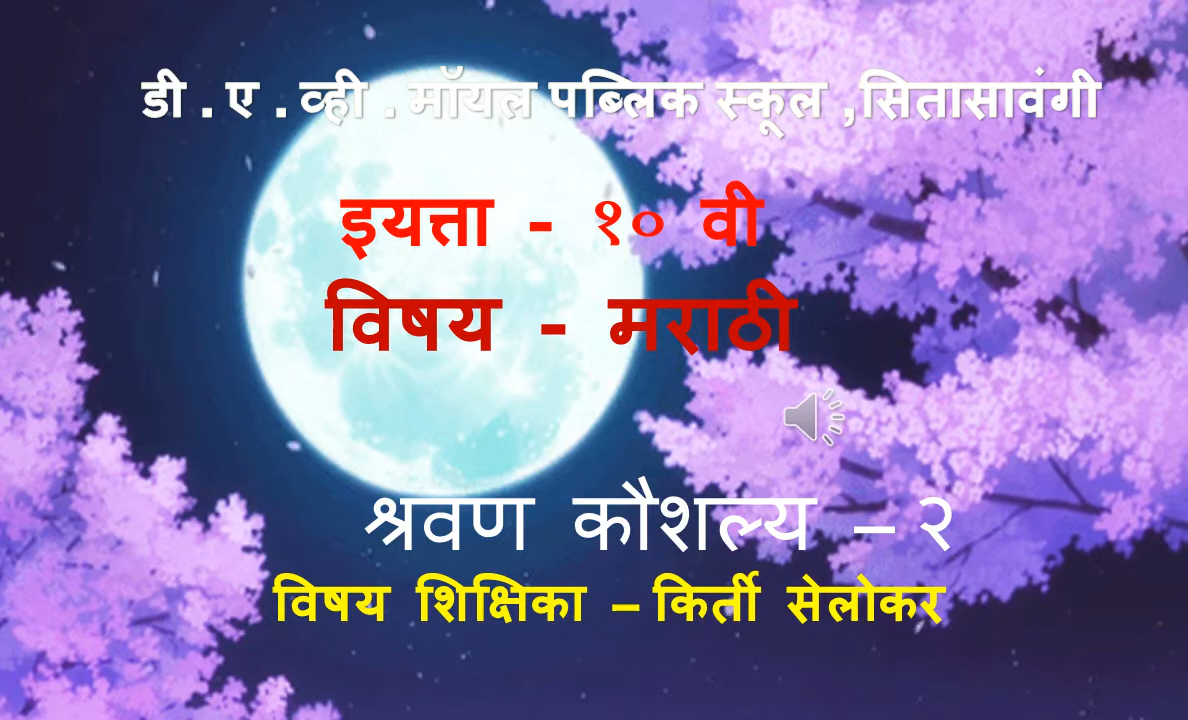 डी . ए . व्ही . मॉयल पब्लिक स्कूल ,सितासावंगी
इयत्ता - १० वी
विषय - मराठी
श्रवण कौशल्य – २
विषय शिक्षिका – किर्ती सेलोकर